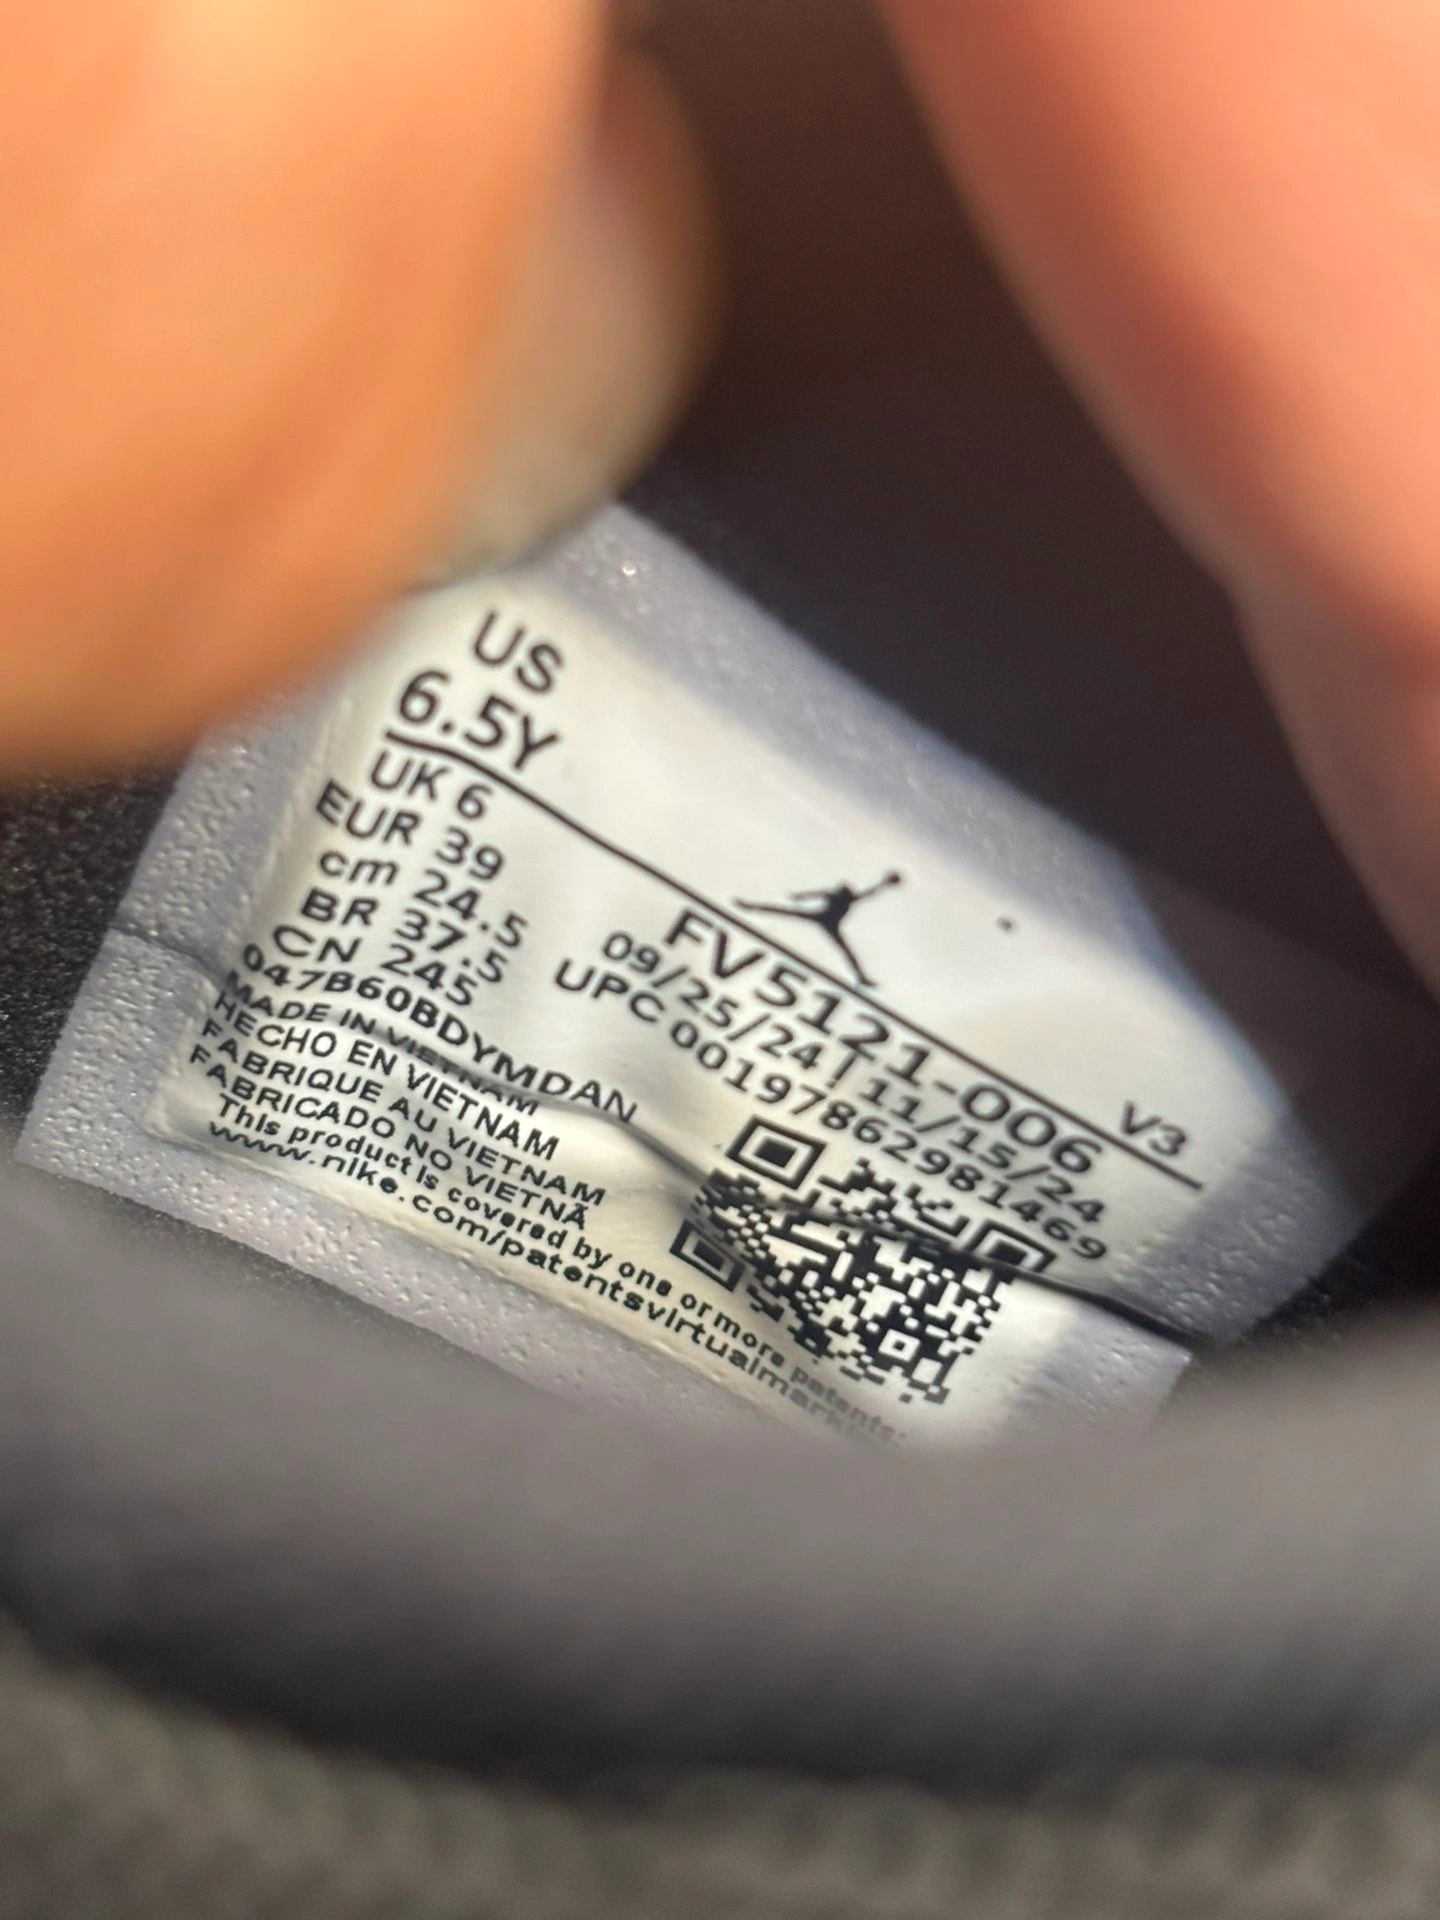 US
6.5Y
UK 6
EUR 39
cm 24.5
BR 37.5
CN 245
047B60BDYMDAN
MADE IN VIETNAM
HECHO EN VIETNAM
FABRIQUE AU VIETNAM
FABRICADO NO VIETNÃ
This product is covered by one or more patents:
www.nike.com/patentsvirtualmark
FV5121-006
V3
09/25/24 | 11/15/24
UPC 00197862981469